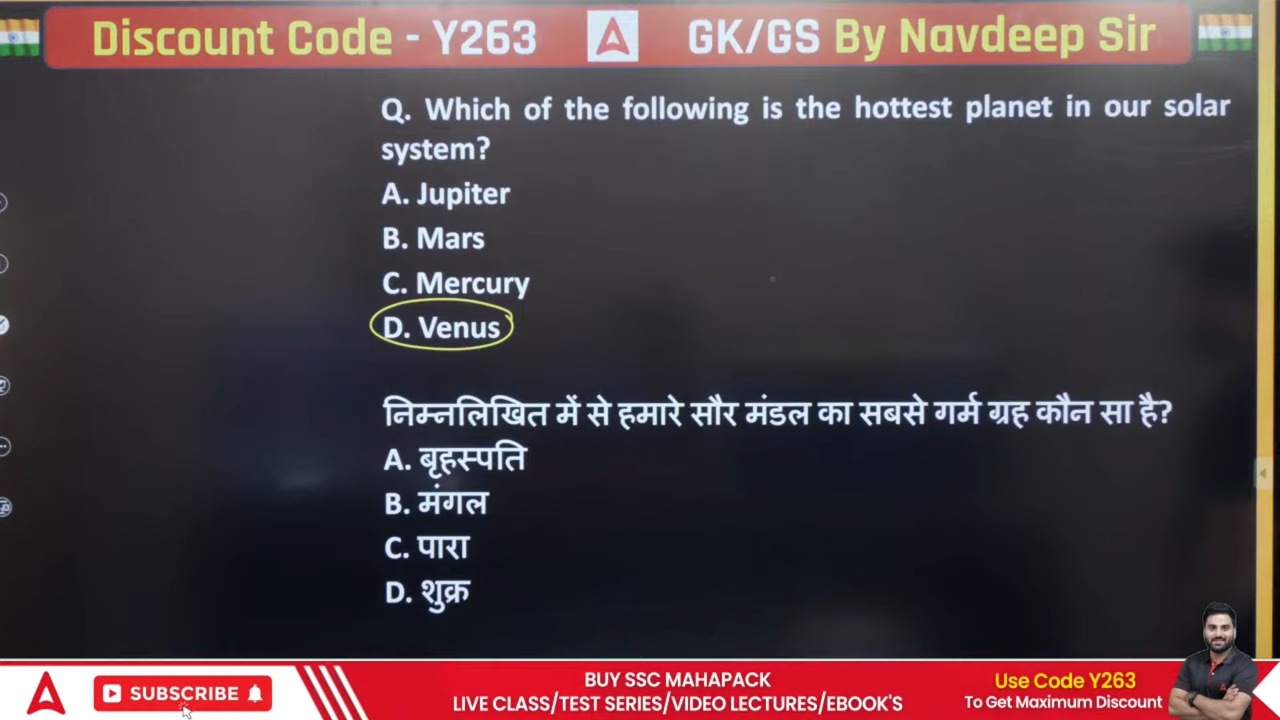 Discount Code - Y263 GK/GS By Navdeep Sir
Q. Which of the following is the hottest planet in our solar
system?
A. Jupiter
B. Mars
C. Mercury
D. Venus
निम्नलिखित में से हमारे सौर मंडल का सबसे गर्म ग्रह कौन सा है?
A. बृहस्पति
B. मंगल
C. पारा
D. शुक्र
SUBSCRIBE
BUY SSC MAHAPACK
LIVE CLASS/TEST SERIES/VIDEO LECTURES/EBOOK'S
Use Code Y263
To Get Maximum Discount